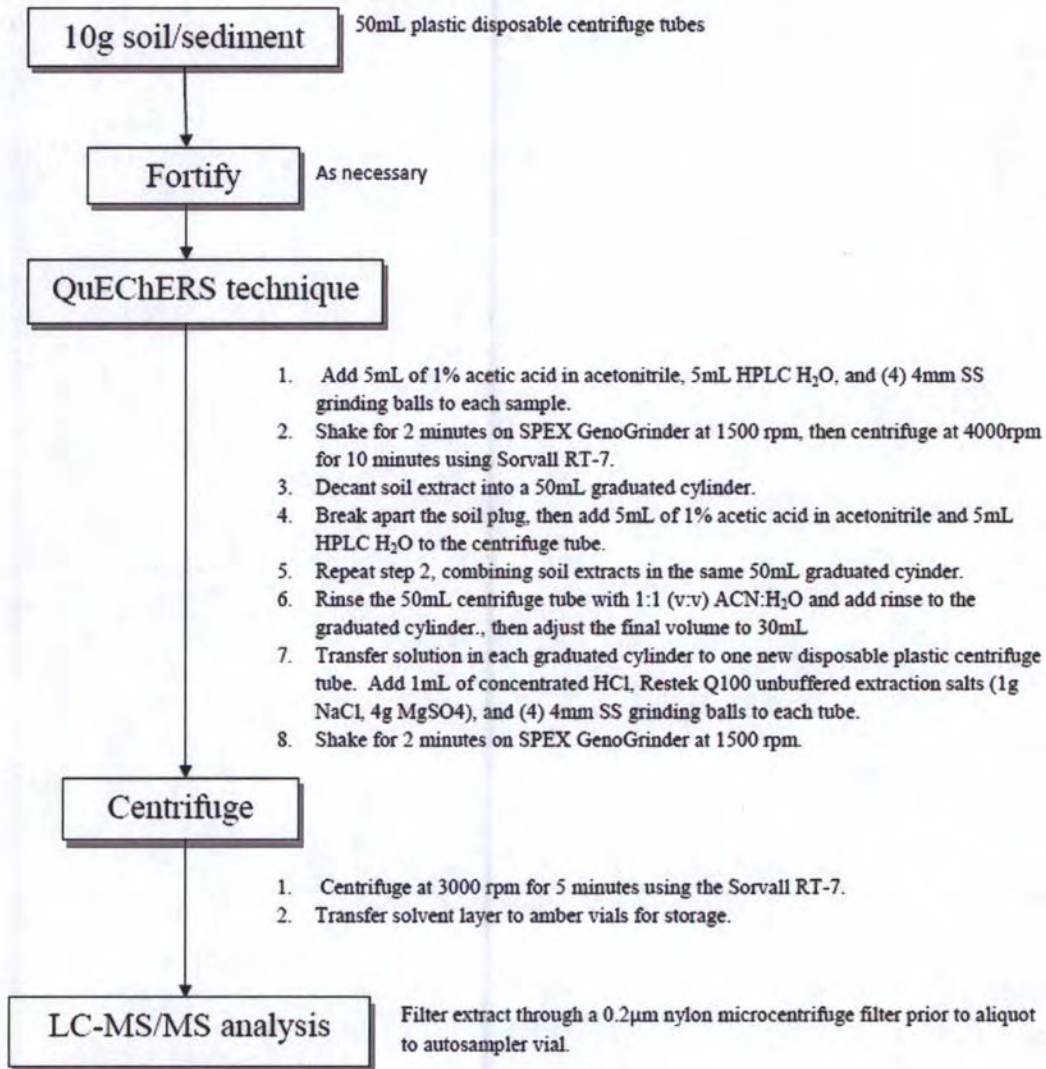 10g soil/sediment
50mL plastic disposable centrifuge tubes
Fortify
As necessary
QuEChERS technique
1. Add 5mL of 1% acetic acid in acetonitrile, 5mL HPLC H₂O, and (4) 4mm SS
grinding balls to each sample.
2. Shake for 2 minutes on SPEX GenoGrinder at 1500 rpm, then centrifuge at 4000rpm
for 10 minutes using Sorvall RT-7.
3. Decant soil extract into a 50mL graduated cylinder.
4. Break apart the soil plug, then add 5mL of 1% acetic acid in acetonitrile and 5mL
HPLC H₂O to the centrifuge tube.
5. Repeat step 2, combining soil extracts in the same 50mL graduated cyinder.
6. Rinse the 50mL centrifuge tube with 1:1 (v:v) ACN:H₂O and add rinse to the
graduated cylinder., then adjust the final volume to 30mL
7. Transfer solution in each graduated cylinder to one new disposable plastic centrifuge
tube. Add 1mL of concentrated HCl, Restek Q100 unbuffered extraction salts (1g
NaCl, 4g MgSO4), and (4) 4mm SS grinding balls to each tube.
8. Shake for 2 minutes on SPEX GenoGrinder at 1500 rpm.
Centrifuge
1. Centrifuge at 3000 rpm for 5 minutes using the Sorvall RT-7.
2. Transfer solvent layer to amber vials for storage.
LC-MS/MS analysis
Filter extract through a 0.2μm nylon microcentrifuge filter prior to aliquot
to autosampler vial.